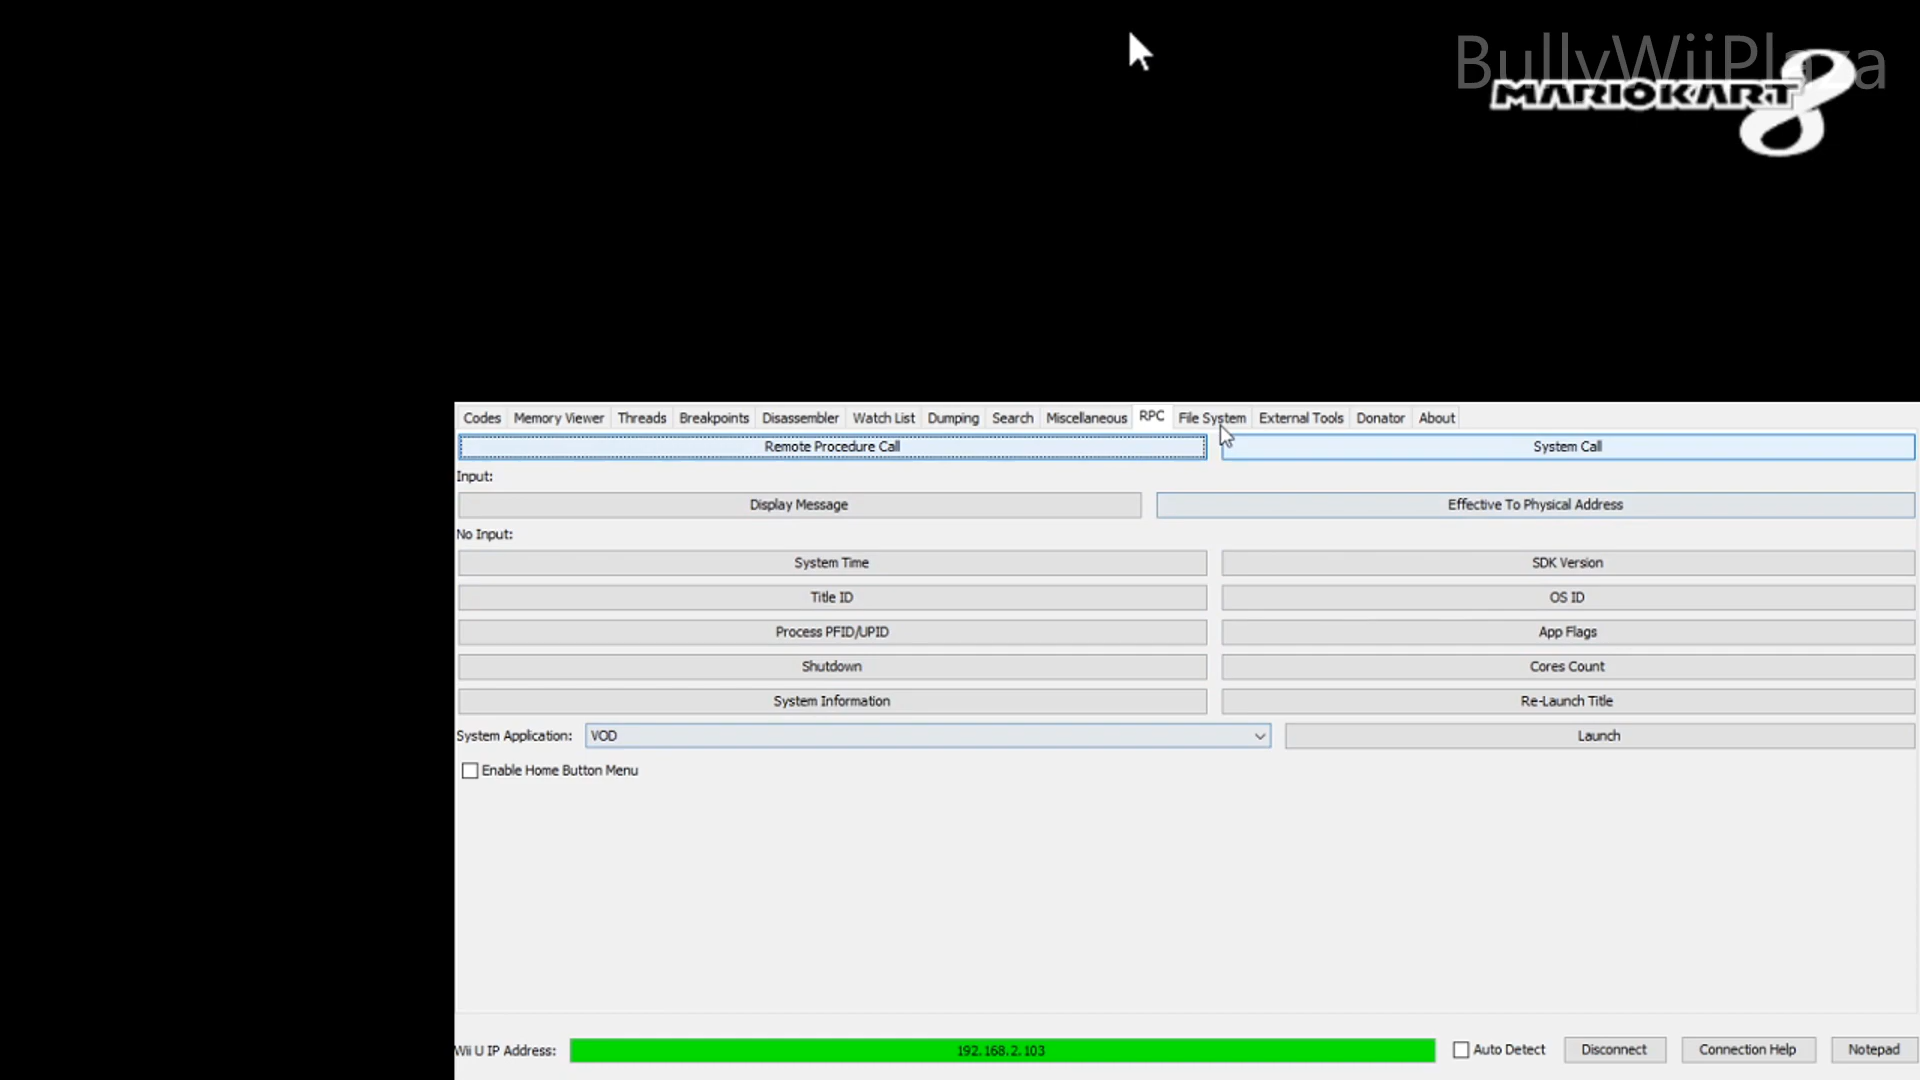 BullyWiiPlaza
MARIOKART 8
Codes Memory Viewer Threads Breakpoints Disassembler Watch List Dumping Search Miscellaneous RPC File System External Tools Donator About
Remote Procedure Call System Call
Input:
Display Message Effective To Physical Address
No Input:
System Time SDK Version
Title ID OS ID
Process PFID/UPID App Flags
Shutdown Cores Count
System Information Re-Launch Title
System Application: VOD Launch
Enable Home Button Menu
Wii U IP Address: 192.168.2.103 Auto Detect Disconnect Connection Help Notepad